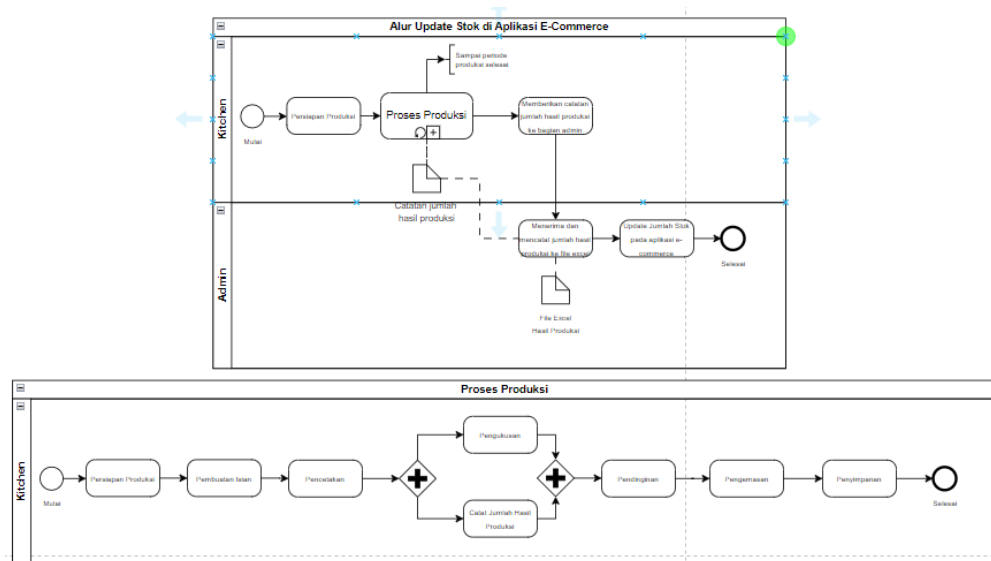 Alur Update Stok di Aplikasi E-Commerce
Kitchen
Sampai periode
produksi selesai
Mulai
Persiapan Produksi
Proses Produksi
Memberikan catatan
jumlah hasil produksi
ke bagian admin
Catatan jumlah
hasil produksi
Admin
Menerima dan
mencatat jumlah hasil
produksi ke file excel
Update Jumlah Stok
pada aplikasi e-
commerce
Selesai
File Excel
Hasil Produksi
Proses Produksi
Kitchen
Mulai
Persiapan Produksi
Pembuatan Isian
Pencetakan
Pengukusan
Catat Jumlah Hasil
Produksi
Pendinginan
Pengemasan
Penyimpanan
Selesai